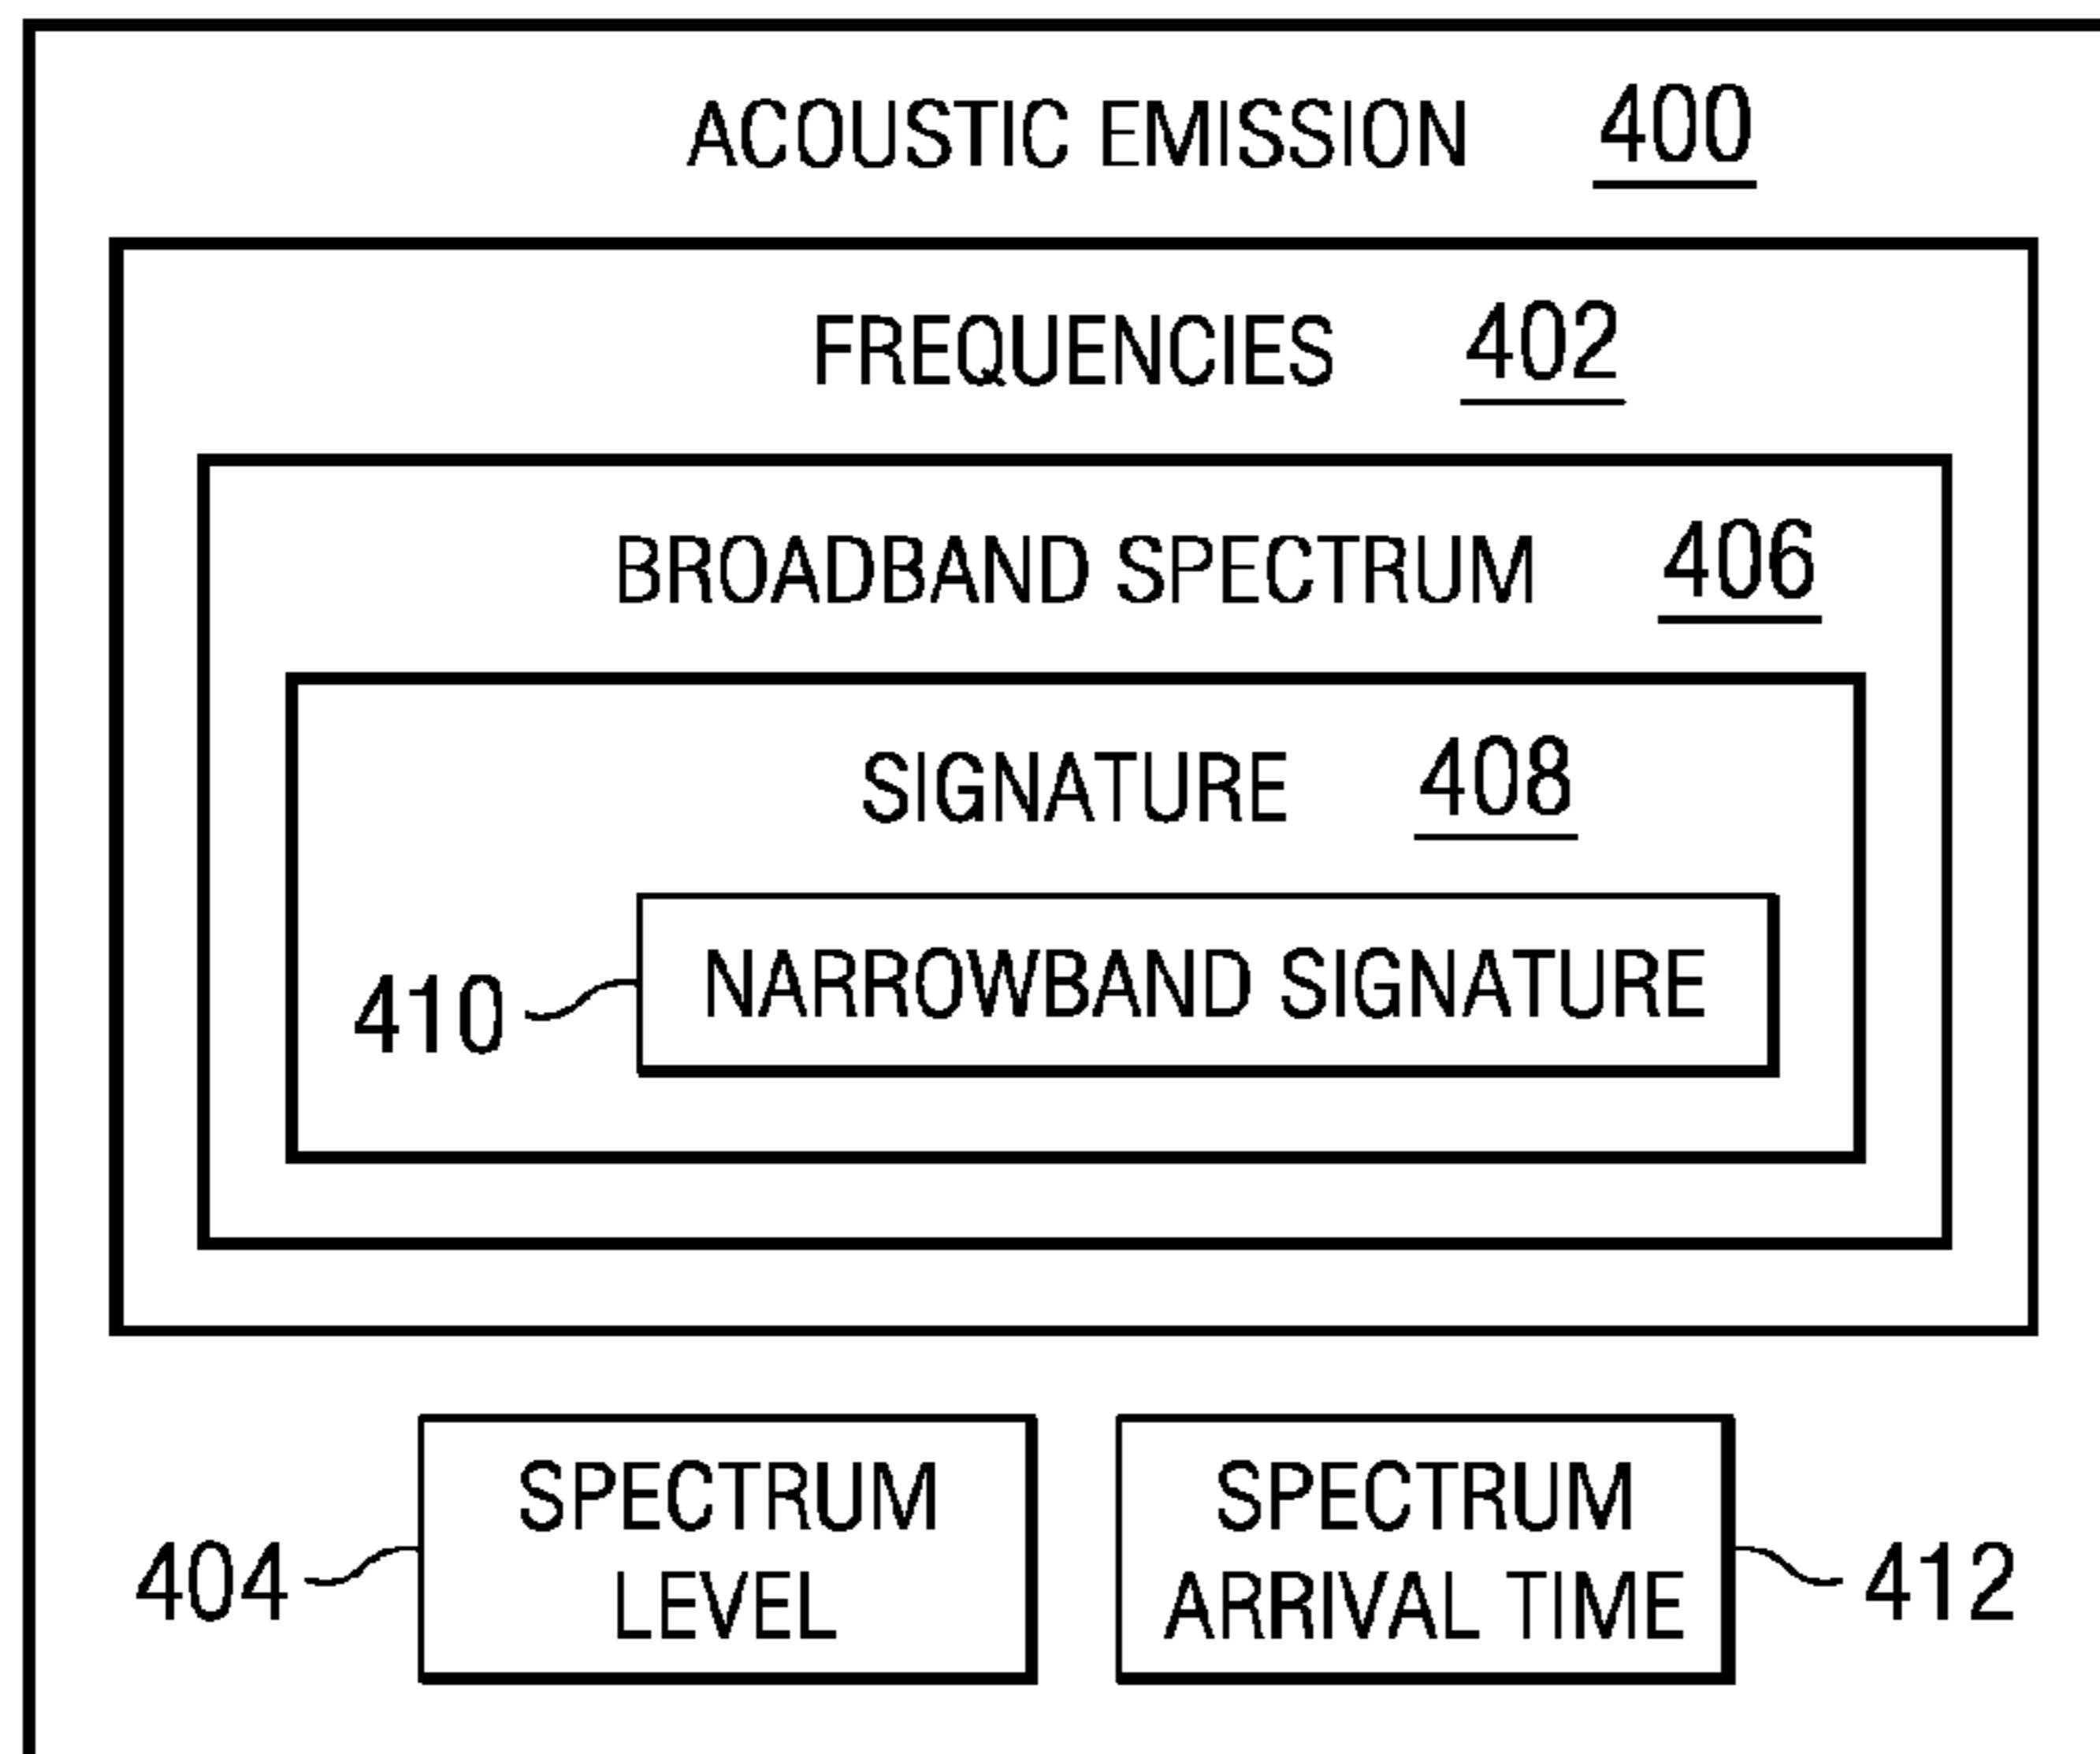 ACOUSTIC EMISSION 400
FREQUENCIES 402
BROADBAND SPECTRUM 406
SIGNATURE 408
410 NARROWBAND SIGNATURE
404
SPECTRUM
LEVEL
SPECTRUM
ARRIVAL TIME
412